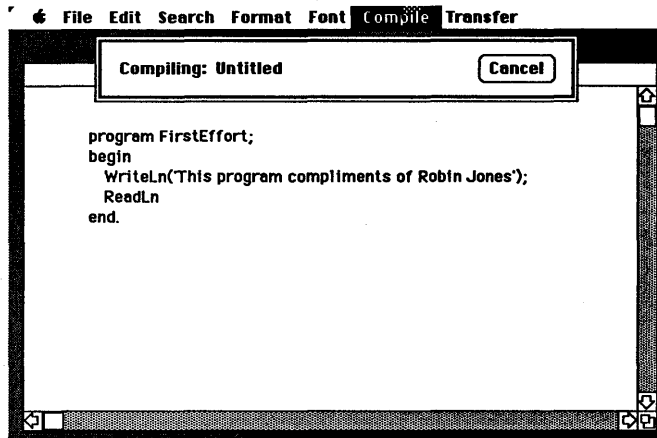 File Edit Search Format Font Compile Transfer
Compiling: Untitled Cancel
program FirstEffort;
begin
WriteLn('This program compliments of Robin Jones');
ReadLn
end.